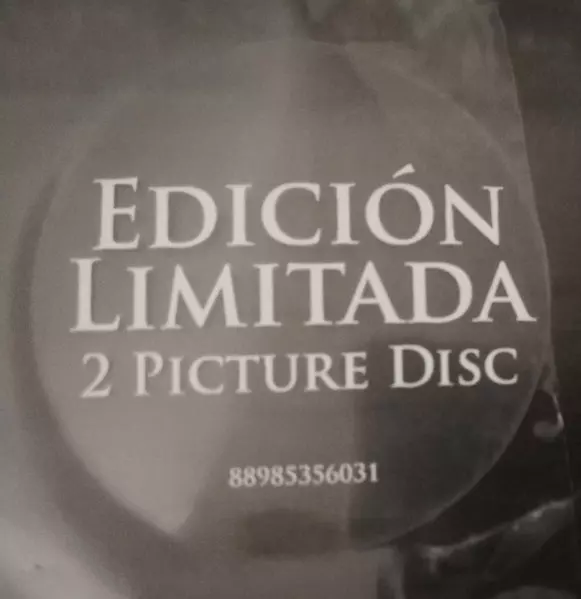 EDICIÓN
LIMITADA
2 PICTURE DISC
88985356031